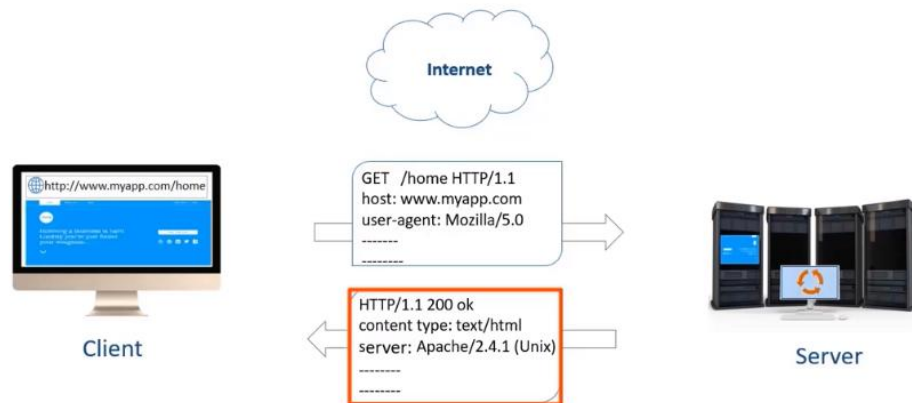 Internet
http://www.myapp.com/home
GET /home HTTP/1.1
host: www.myapp.com
user-agent: Mozilla/5.0
-------
--------
HTTP/1.1 200 ok
content type: text/html
server: Apache/2.4.1 (Unix)
--------
--------
Client
Server